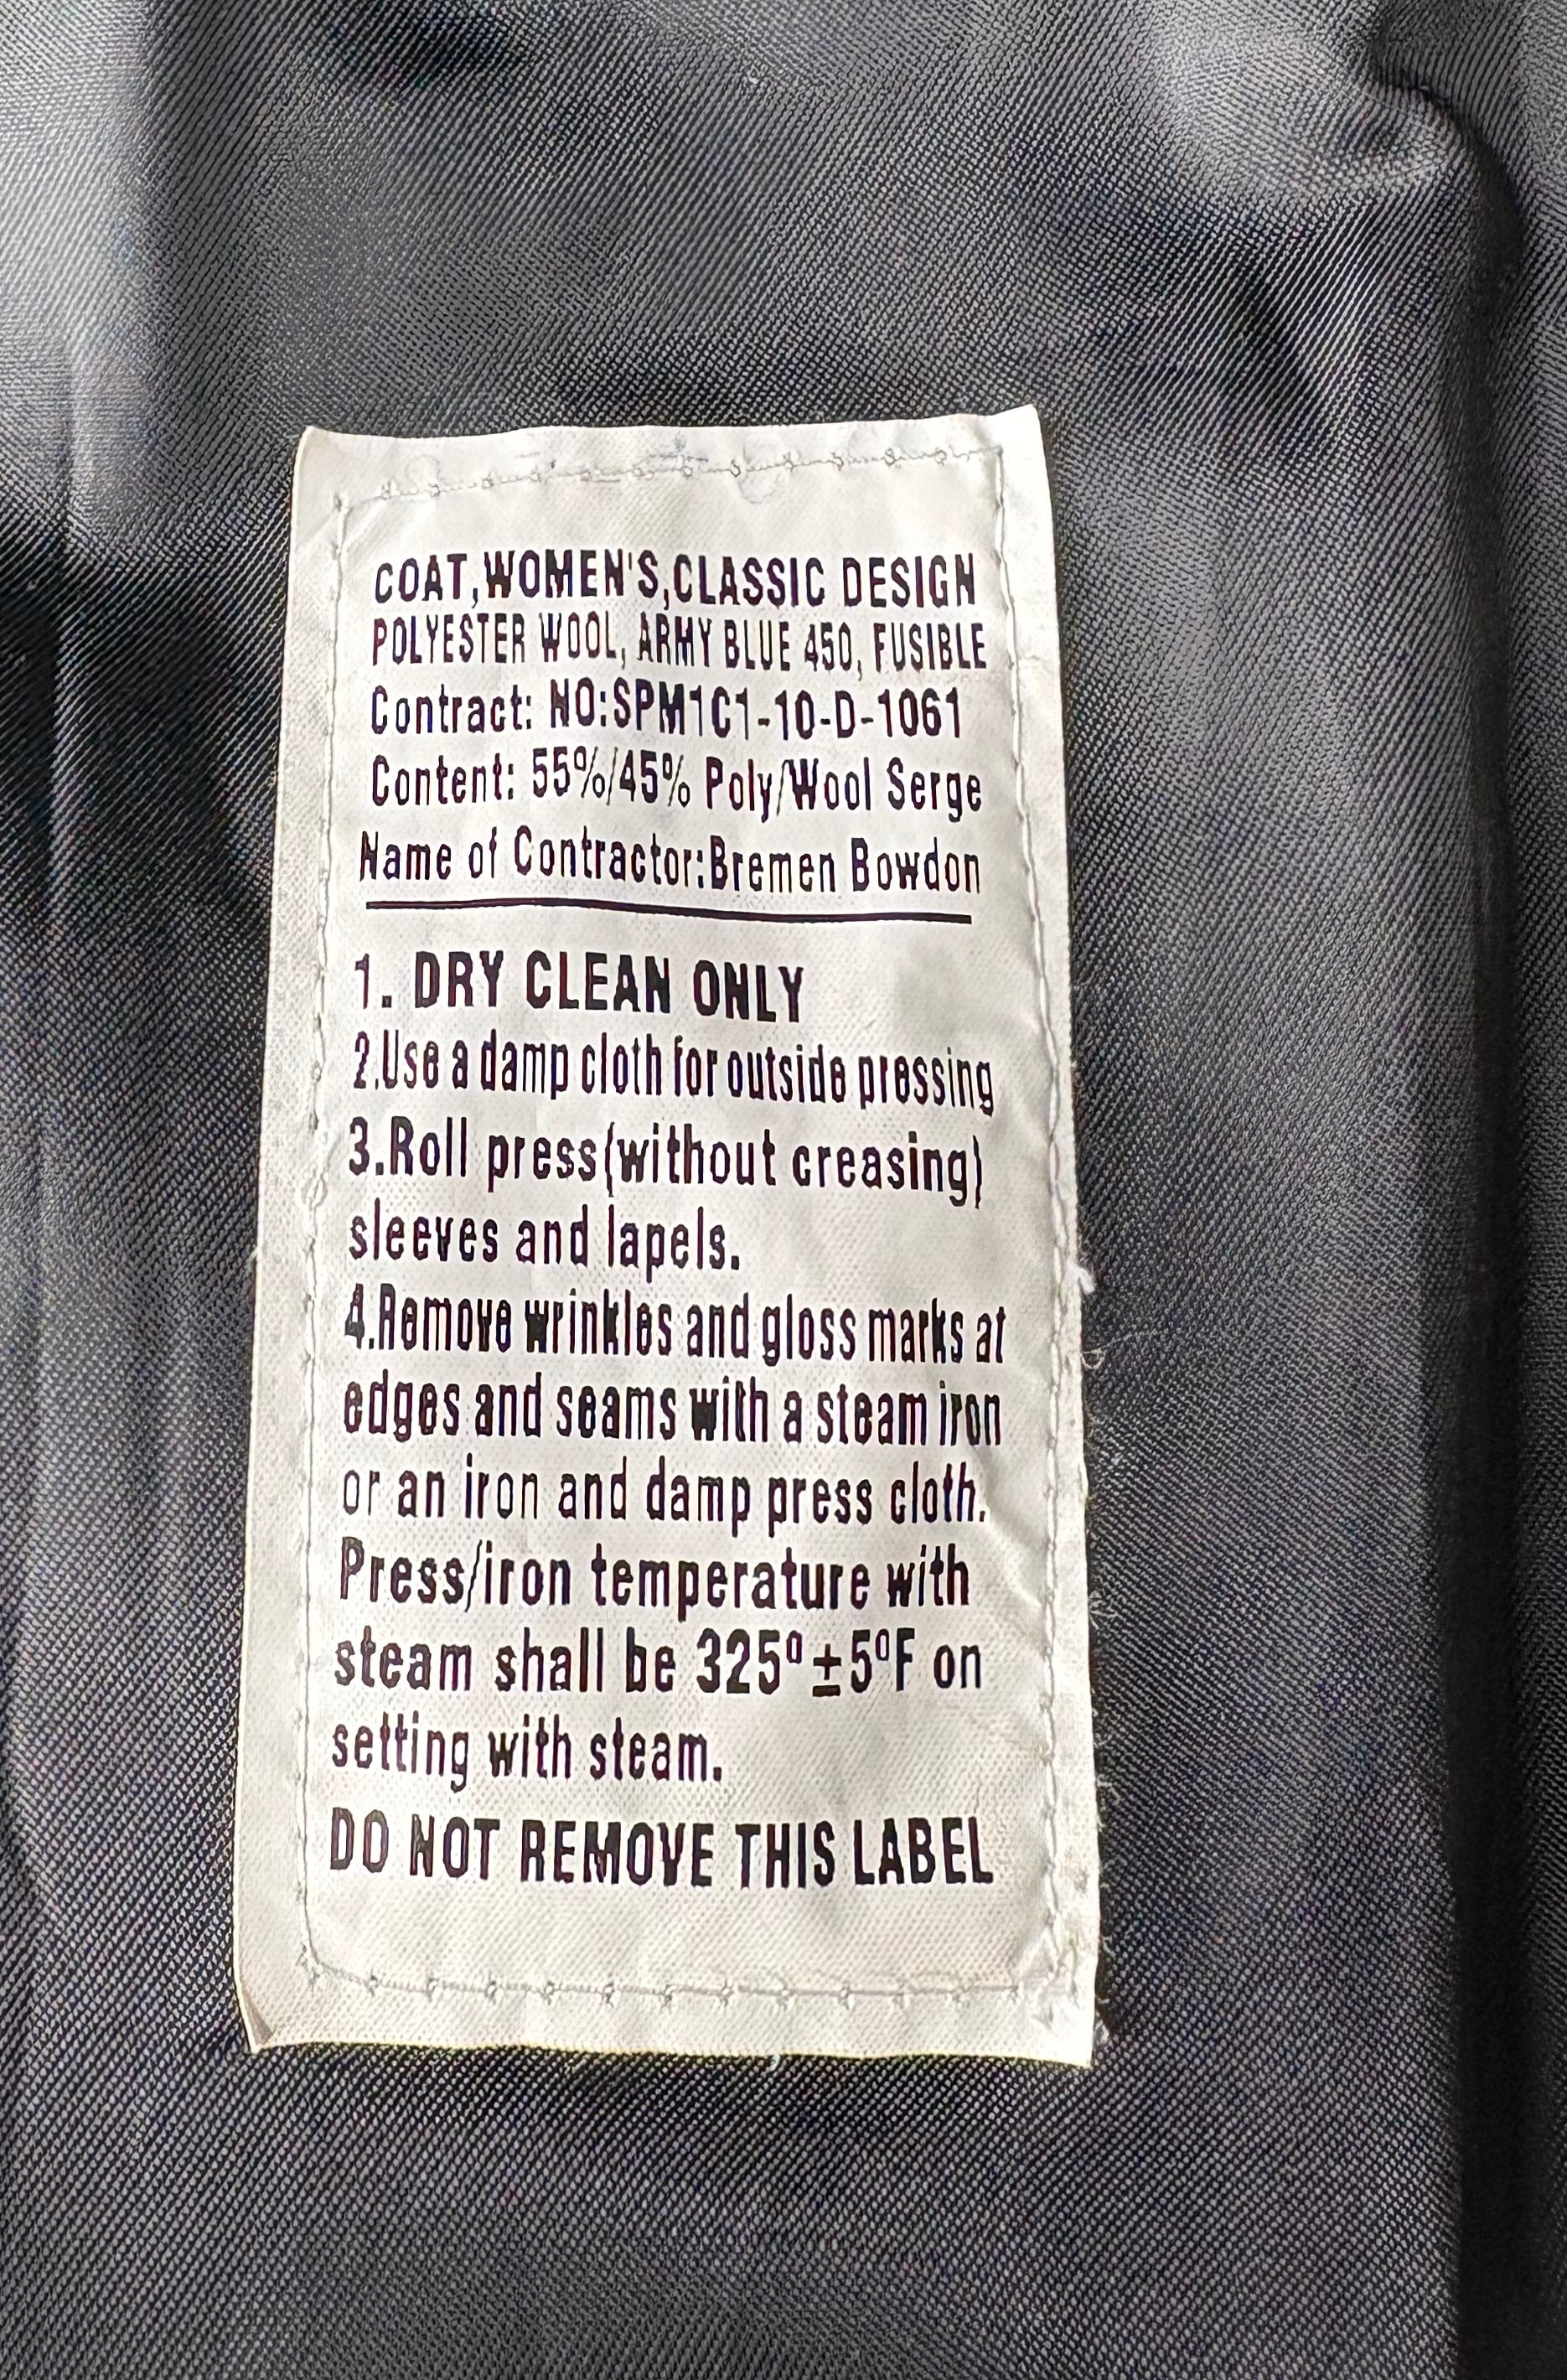 COAT,WOMEN'S,CLASSIC DESIGN
POLYESTER WOOL, ARMY BLUE 450, FUSIBLE
Contract: NO:SPM1C1-10-D-1061
Content: 55%/45% Poly/Wool Serge
Name of Contractor:Bremen Bowdon
1. DRY CLEAN ONLY
2.Use a damp cloth for outside pressing
3.Roll press(without creasing)
sleeves and lapels.
4.Remove wrinkles and gloss marks at
edges and seams with a steam iron
or an iron and damp press cloth.
Press/iron temperature with
steam shall be 325º±5ºF on
setting with steam.
DO NOT REMOVE THIS LABEL